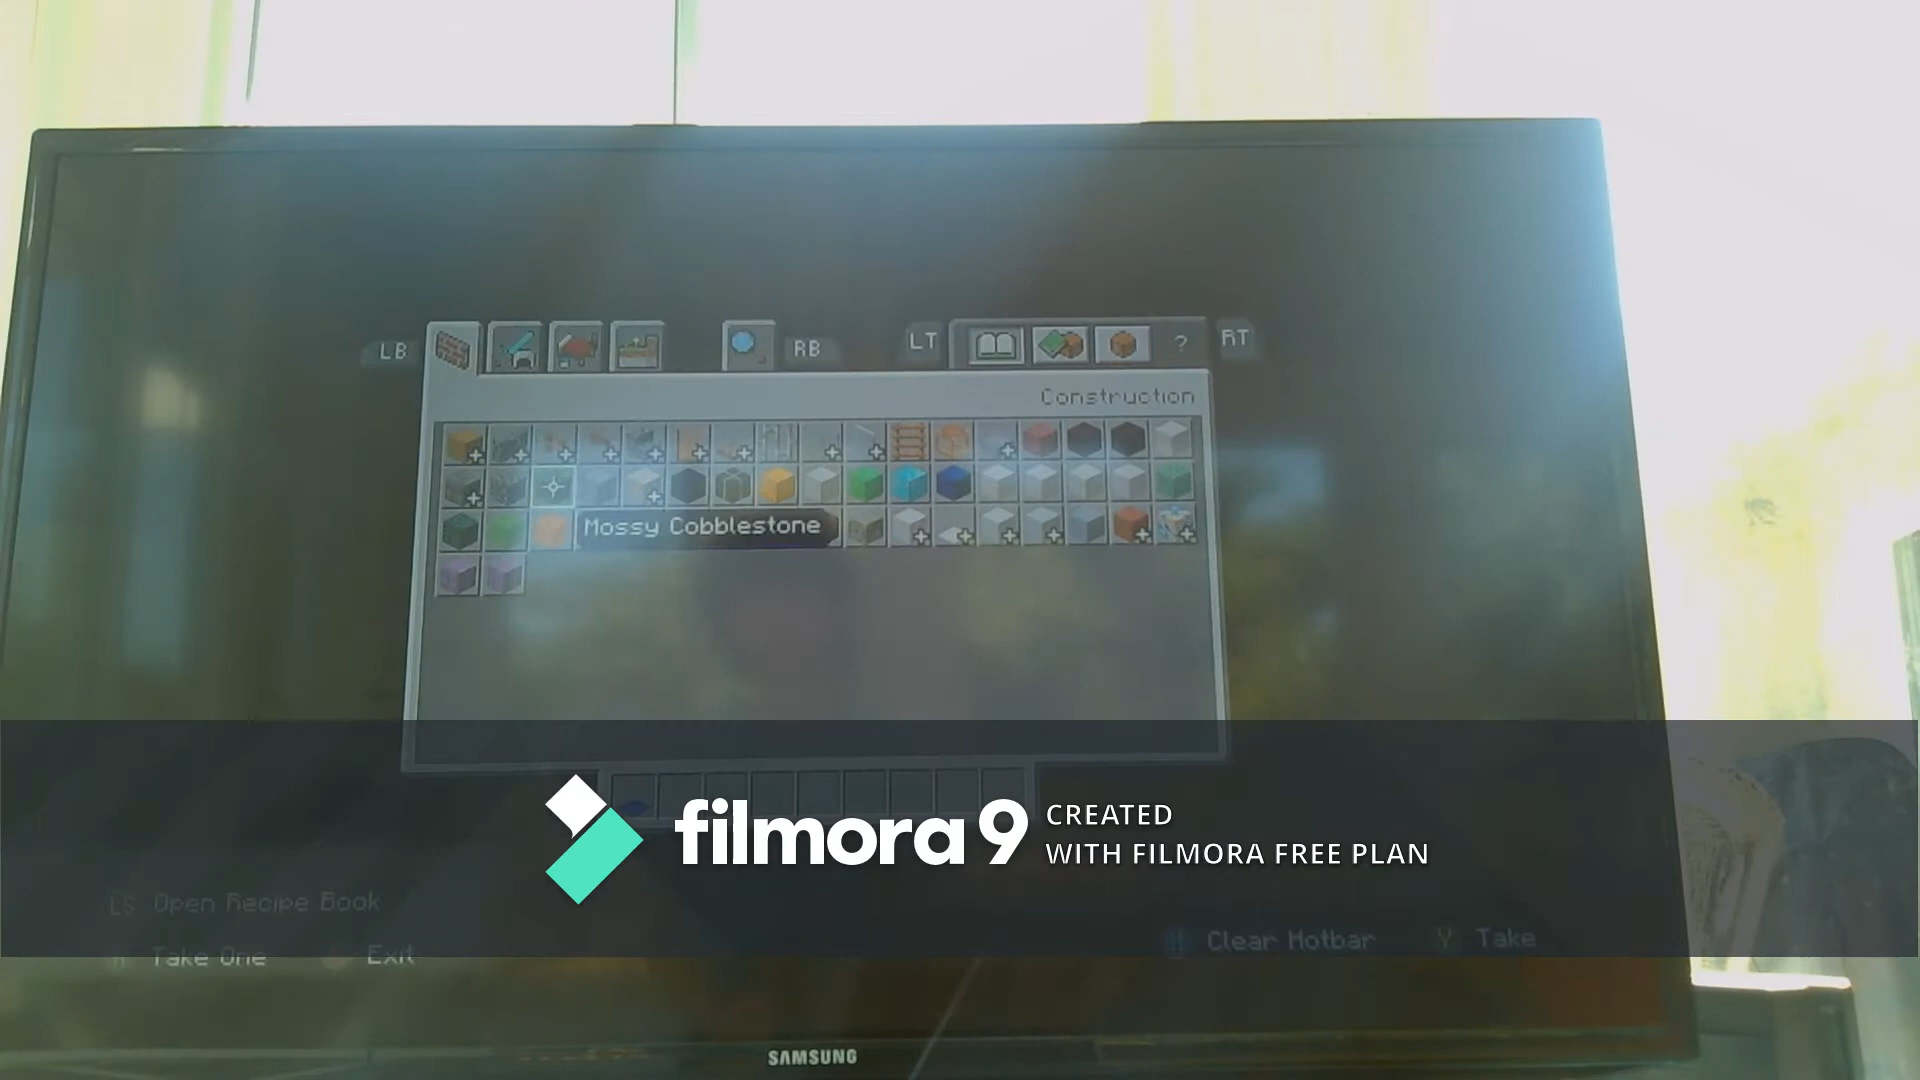 LB
RB
LT
?
RT
Construction
Mossy Cobblestone
filmora 9
CREATED
WITH FILMORA FREE PLAN
LS Open Recipe Book
Clear Hotbar
Y Take
Take One
Exit
SAMSUNG